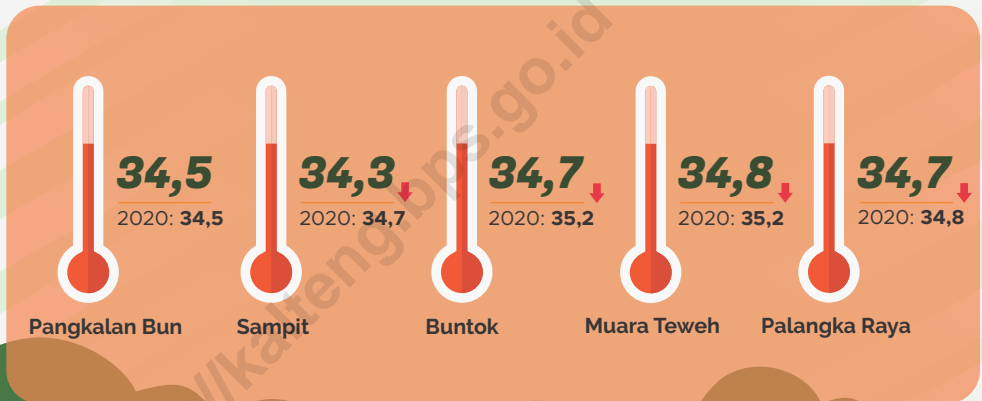 34,5
2020: 34,5
Pangkalan Bun
34,3
2020: 34,7
Sampit
34,7
2020: 35,2
Buntok
34,8
2020: 35,2
Muara Teweh
34,7
2020: 34,8
Palangka Raya
//kalteng.bps.go.id